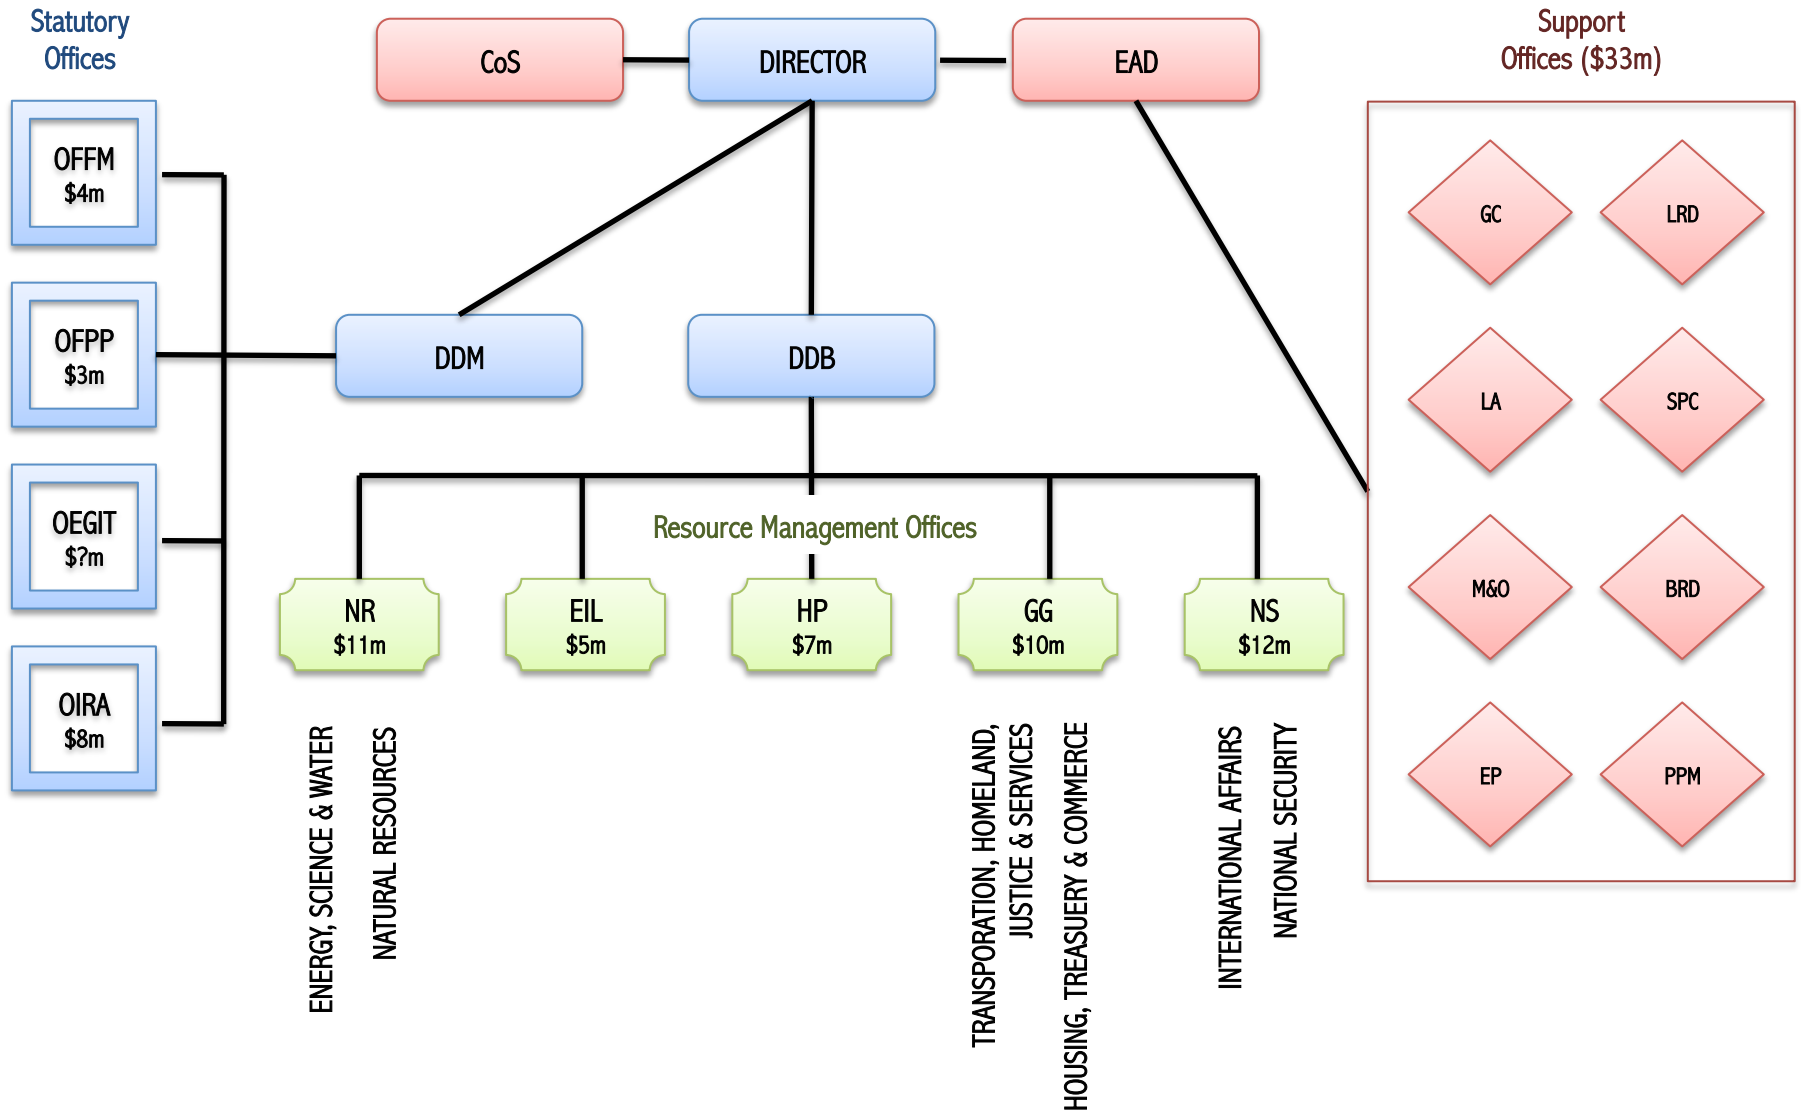 Statutory
Offices
CoS
DIRECTOR
EAD
Support
Offices ($33m)
OFFM
$4m
OFPP
$3m
OEGIT
$?m
OIRA
$8m
DDM
DDB
Resource Management Offices
NR
$11m
EIL
$5m
HP
$7m
GG
$10m
NS
$12m
ENERGY, SCIENCE & WATER
NATURAL RESOURCES
TRANSPORATION, HOMELAND,
JUSTICE & SERVICES
HOUSING, TREASUERY & COMMERCE
INTERNATIONAL AFFAIRS
NATIONAL SECURITY
GC
LRD
LA
SPC
M&O
BRD
EP
PPM